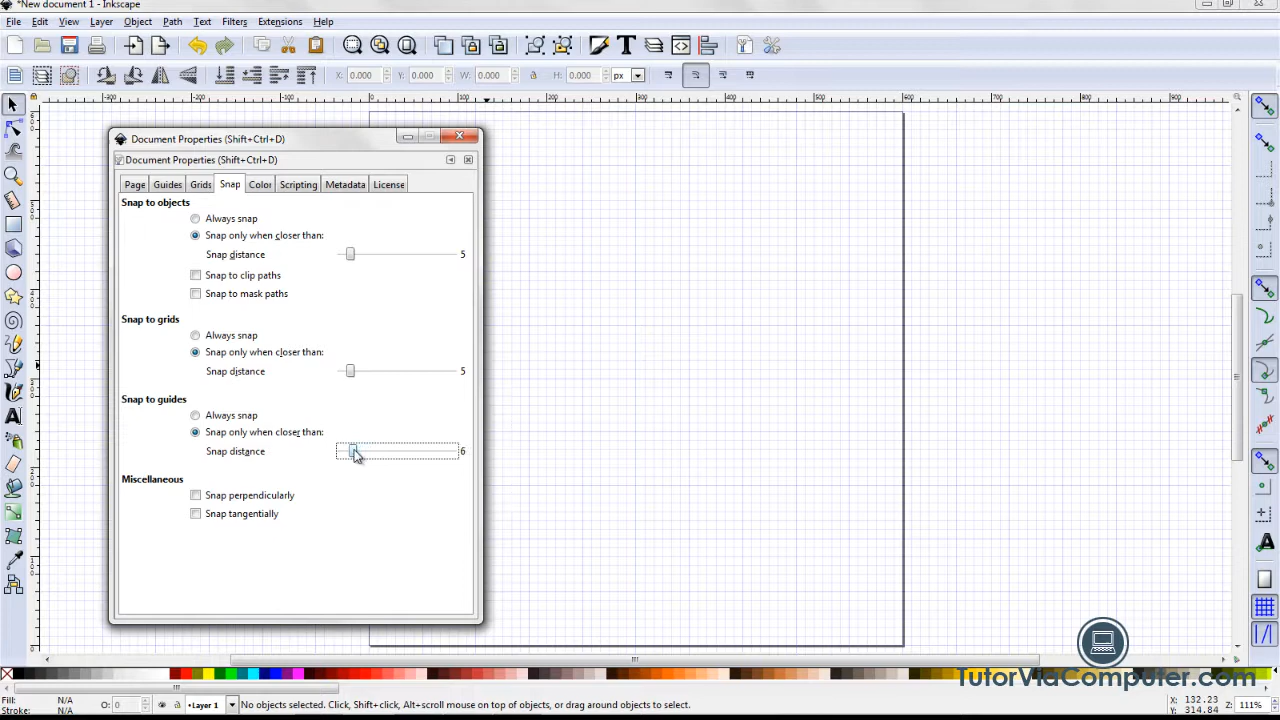 *New document 1 - Inkscape
File Edit View Layer Object Path Text Filters Extensions Help
X: 0.000 Y: 0.000 W: 0.000 H: 0.000 px
Document Properties (Shift+Ctrl+D)
Document Properties (Shift+Ctrl+D)
Page Guides Grids Snap Color Scripting Metadata License
Snap to objects
Always snap
Snap only when closer than:
Snap distance 5
Snap to clip paths
Snap to mask paths
Snap to grids
Always snap
Snap only when closer than:
Snap distance 5
Snap to guides
Always snap
Snap only when closer than:
Snap distance 6
Miscellaneous
Snap perpendicularly
Snap tangentially
TutorViaComputer.com
Fill: N/A
Stroke: N/A
O: 0
Layer 1
No objects selected. Click, Shift+click, Alt+scroll mouse on top of objects, or drag around objects to select.
X: 132.23
Y: 314.84
Z: 111%